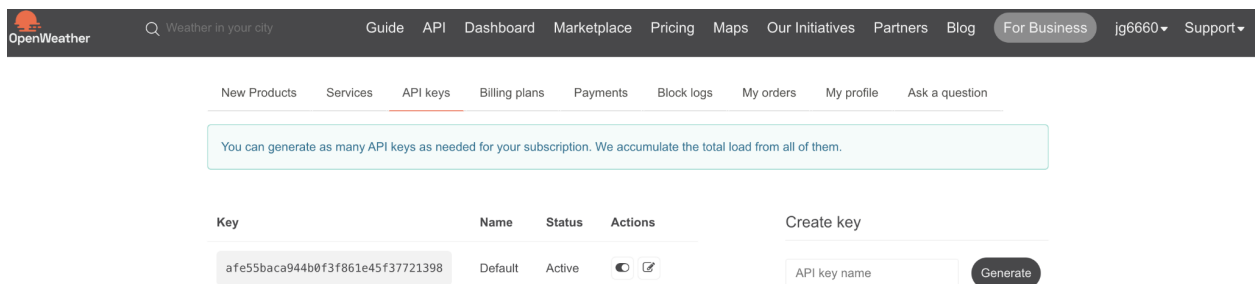 OpenWeather Weather in your city Guide API Dashboard Marketplace Pricing Maps Our Initiatives Partners Blog For Business jg6660 Support
New Products Services API keys Billing plans Payments Block logs My orders My profile Ask a question
You can generate as many API keys as needed for your subscription. We accumulate the total load from all of them.
Key Name Status Actions Create key
afe55baca944b0f3f861e45f37721398 Default Active API key name Generate